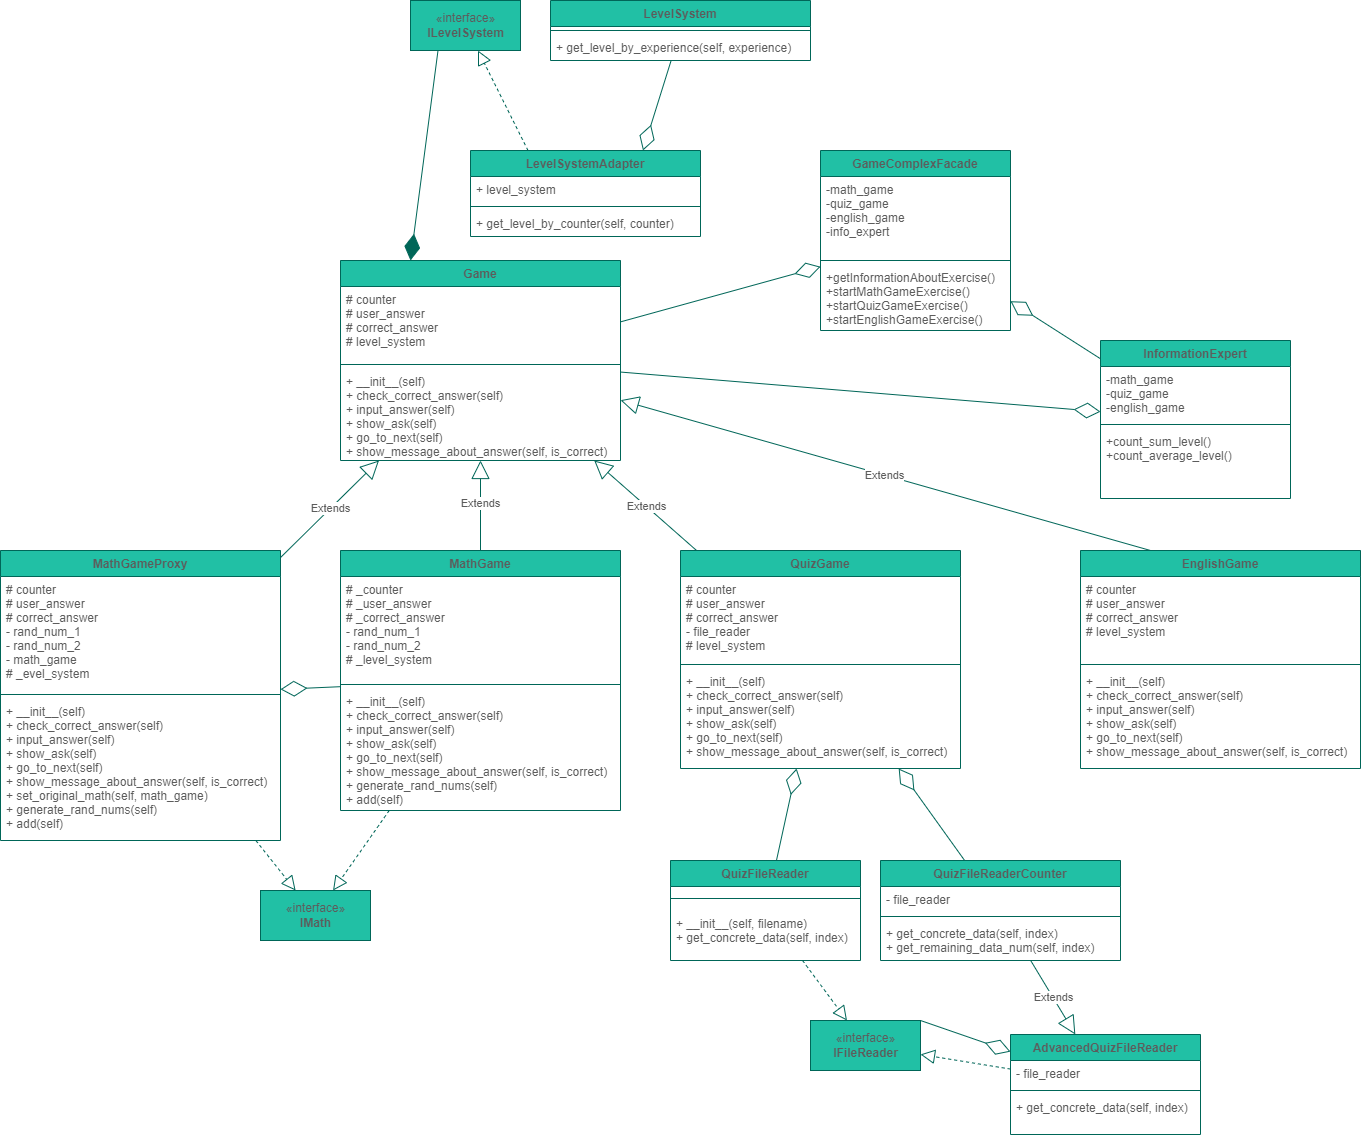 «interface»
ILevelSystem
LevelSystem
+ get_level_by_experience(self, experience)
LevelSystemAdapter
+ level_system
+ get_level_by_counter(self, counter)
GameComplexFacade
-math_game
-quiz_game
-english_game
-info_expert
+getInformationAboutExercise()
+startMathGameExercise()
+startQuizGameExercise()
+startEnglishGameExercise()
Game
# counter
# user_answer
# correct_answer
# level_system
+ __init__(self)
+ check_correct_answer(self)
+ input_answer(self)
+ show_ask(self)
+ go_to_next(self)
+ show_message_about_answer(self, is_correct)
InformationExpert
-math_game
-quiz_game
-english_game
+count_sum_level()
+count_average_level()
Extends
Extends
Extends
Extends
MathGameProxy
# counter
# user_answer
# correct_answer
- rand_num_1
- rand_num_2
- math_game
# _evel_system
+ __init__(self)
+ check_correct_answer(self)
+ input_answer(self)
+ show_ask(self)
+ go_to_next(self)
+ show_message_about_answer(self, is_correct)
+ set_original_math(self, math_game)
+ generate_rand_nums(self)
+ add(self)
MathGame
# _counter
# _user_answer
# _correct_answer
- rand_num_1
- rand_num_2
# _level_system
+ __init__(self)
+ check_correct_answer(self)
+ input_answer(self)
+ show_ask(self)
+ go_to_next(self)
+ show_message_about_answer(self, is_correct)
+ generate_rand_nums(self)
+ add(self)
QuizGame
# counter
# user_answer
# correct_answer
- file_reader
# level_system
+ __init__(self)
+ check_correct_answer(self)
+ input_answer(self)
+ show_ask(self)
+ go_to_next(self)
+ show_message_about_answer(self, is_correct)
EnglishGame
# counter
# user_answer
# correct_answer
# level_system
+ __init__(self)
+ check_correct_answer(self)
+ input_answer(self)
+ show_ask(self)
+ go_to_next(self)
+ show_message_about_answer(self, is_correct)
«interface»
IMath
QuizFileReader
+ __init__(self, filename)
+ get_concrete_data(self, index)
QuizFileReaderCounter
- file_reader
+ get_concrete_data(self, index)
+ get_remaining_data_num(self, index)
Extends
«interface»
IFileReader
AdvancedQuizFileReader
- file_reader
+ get_concrete_data(self, index)